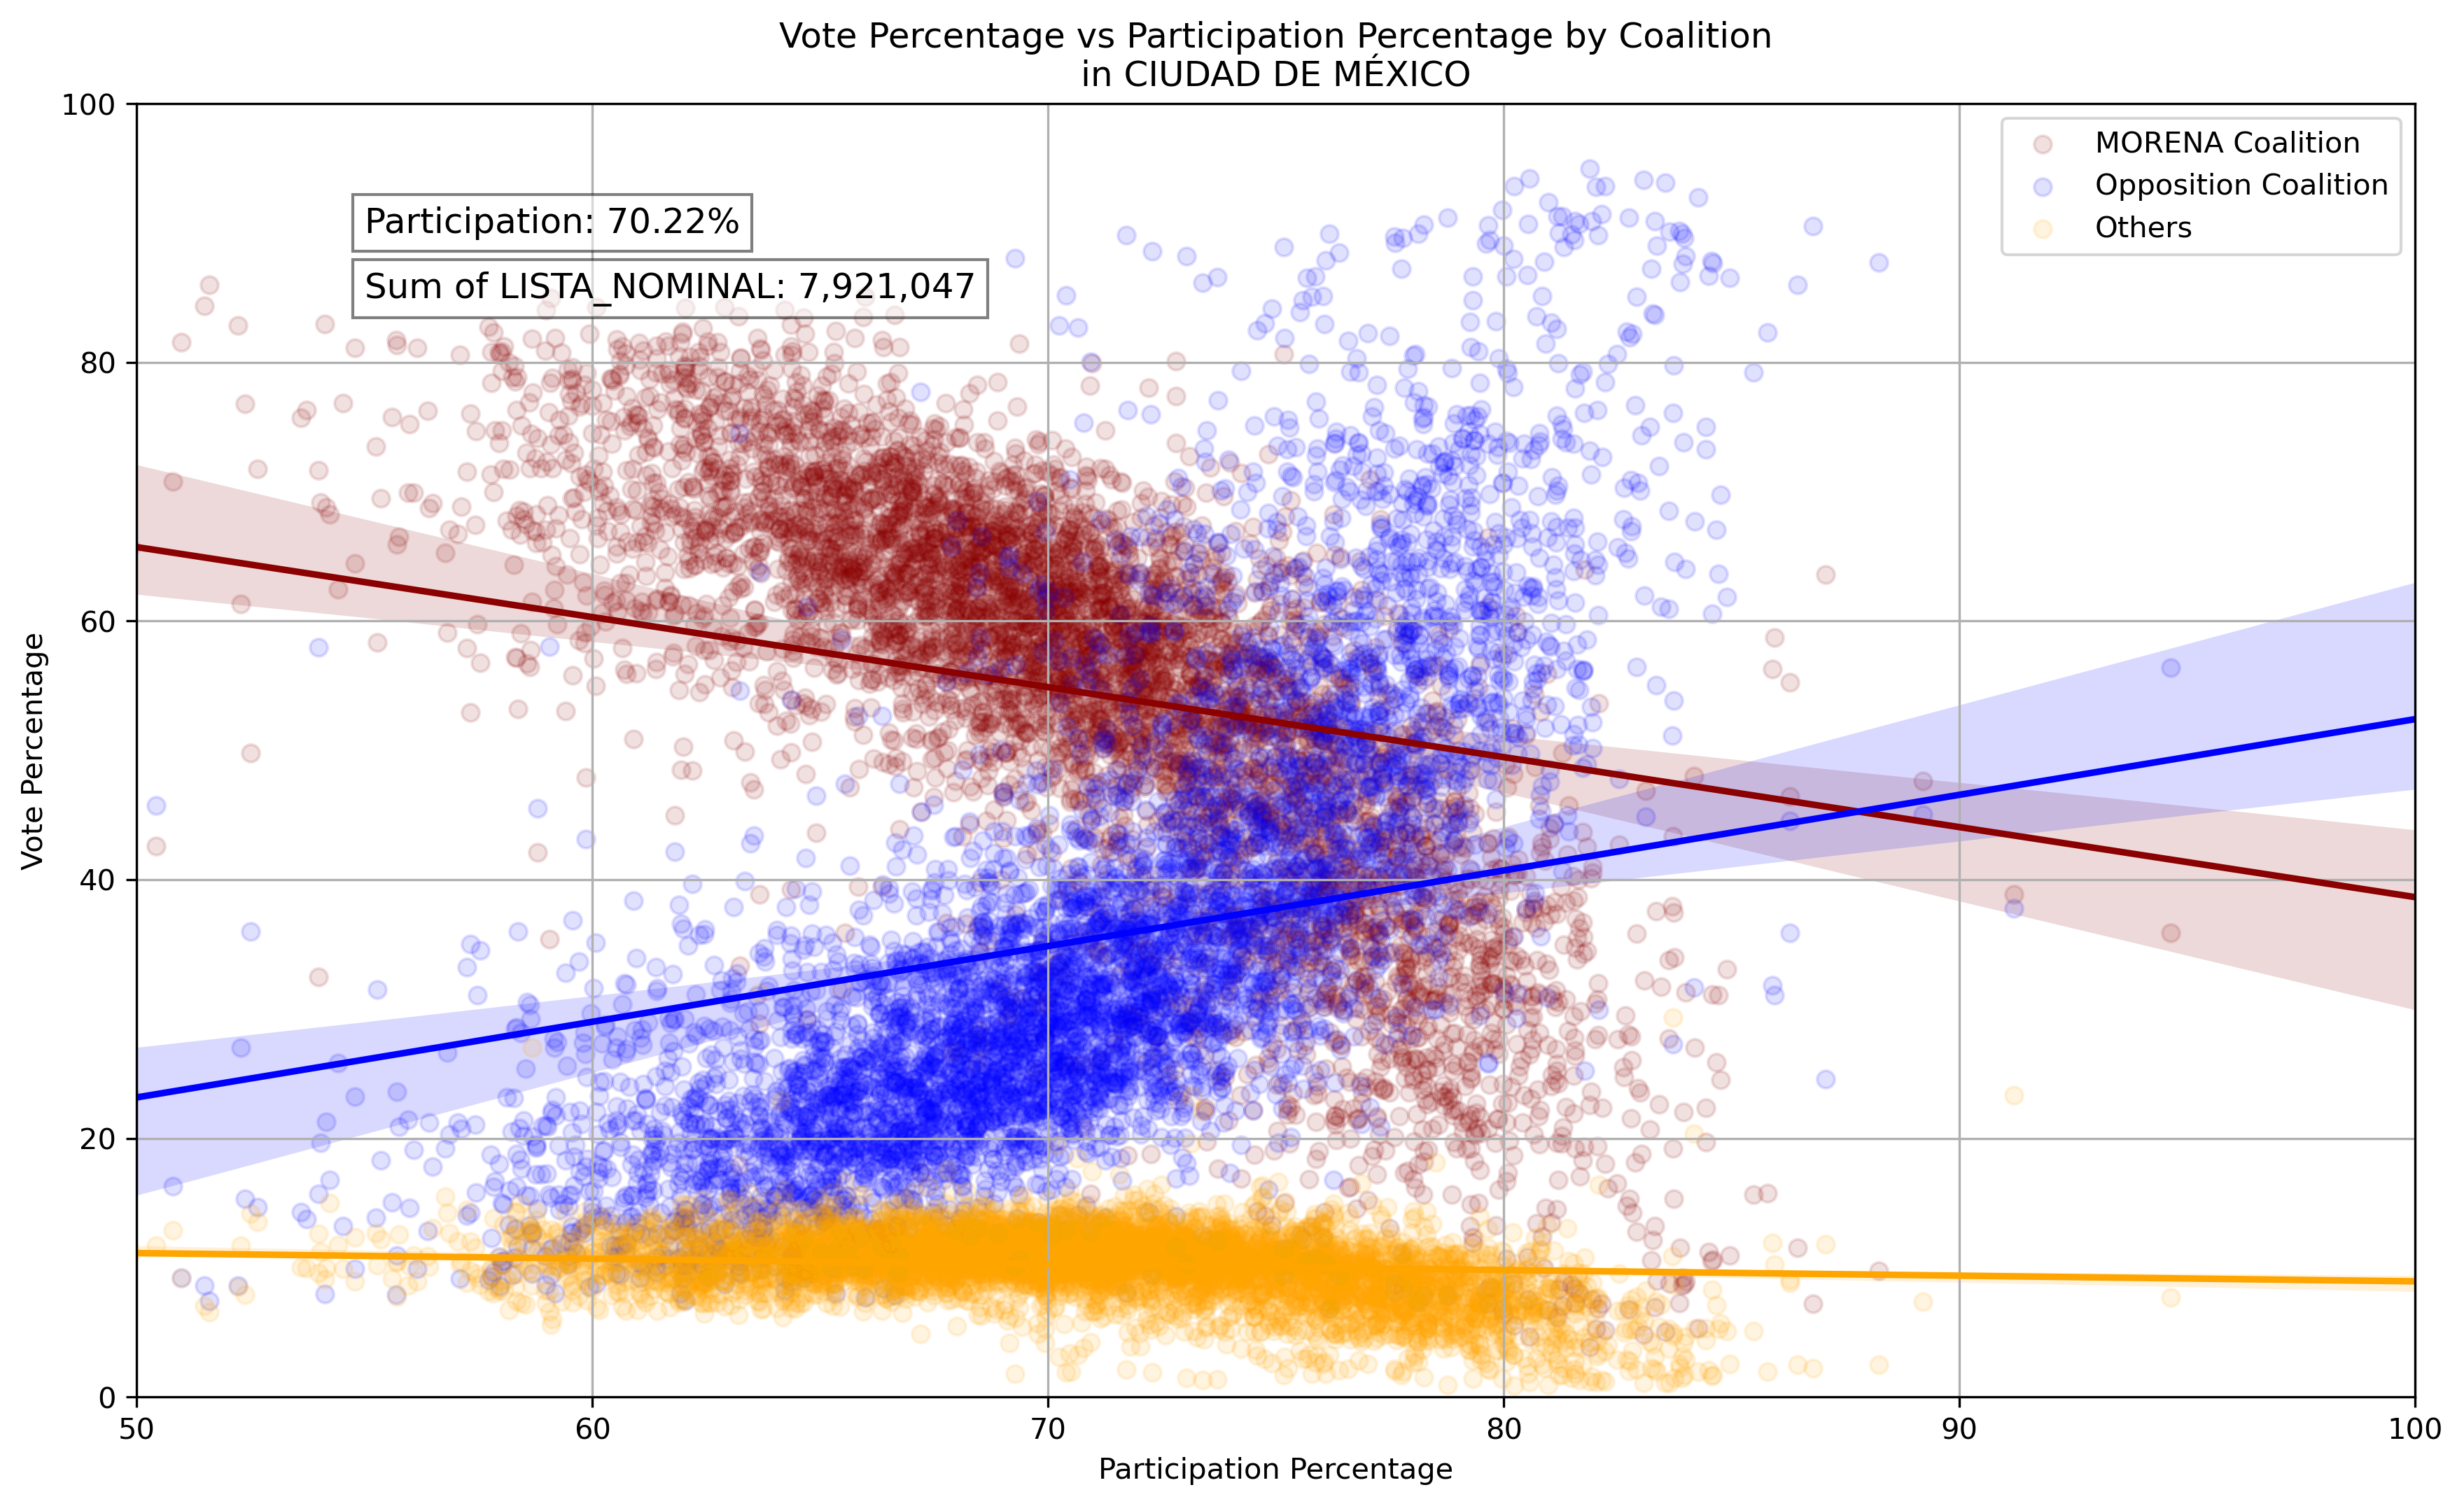 Vote Percentage vs Participation Percentage by Coalition
in CIUDAD DE MÉXICO
100
80
60
40
20
0
Vote Percentage
Participation: 70.22%
Sum of LISTA_NOMINAL: 7,921,047
MORENA Coalition
Opposition Coalition
Others
50
60
70
80
90
100
Participation Percentage